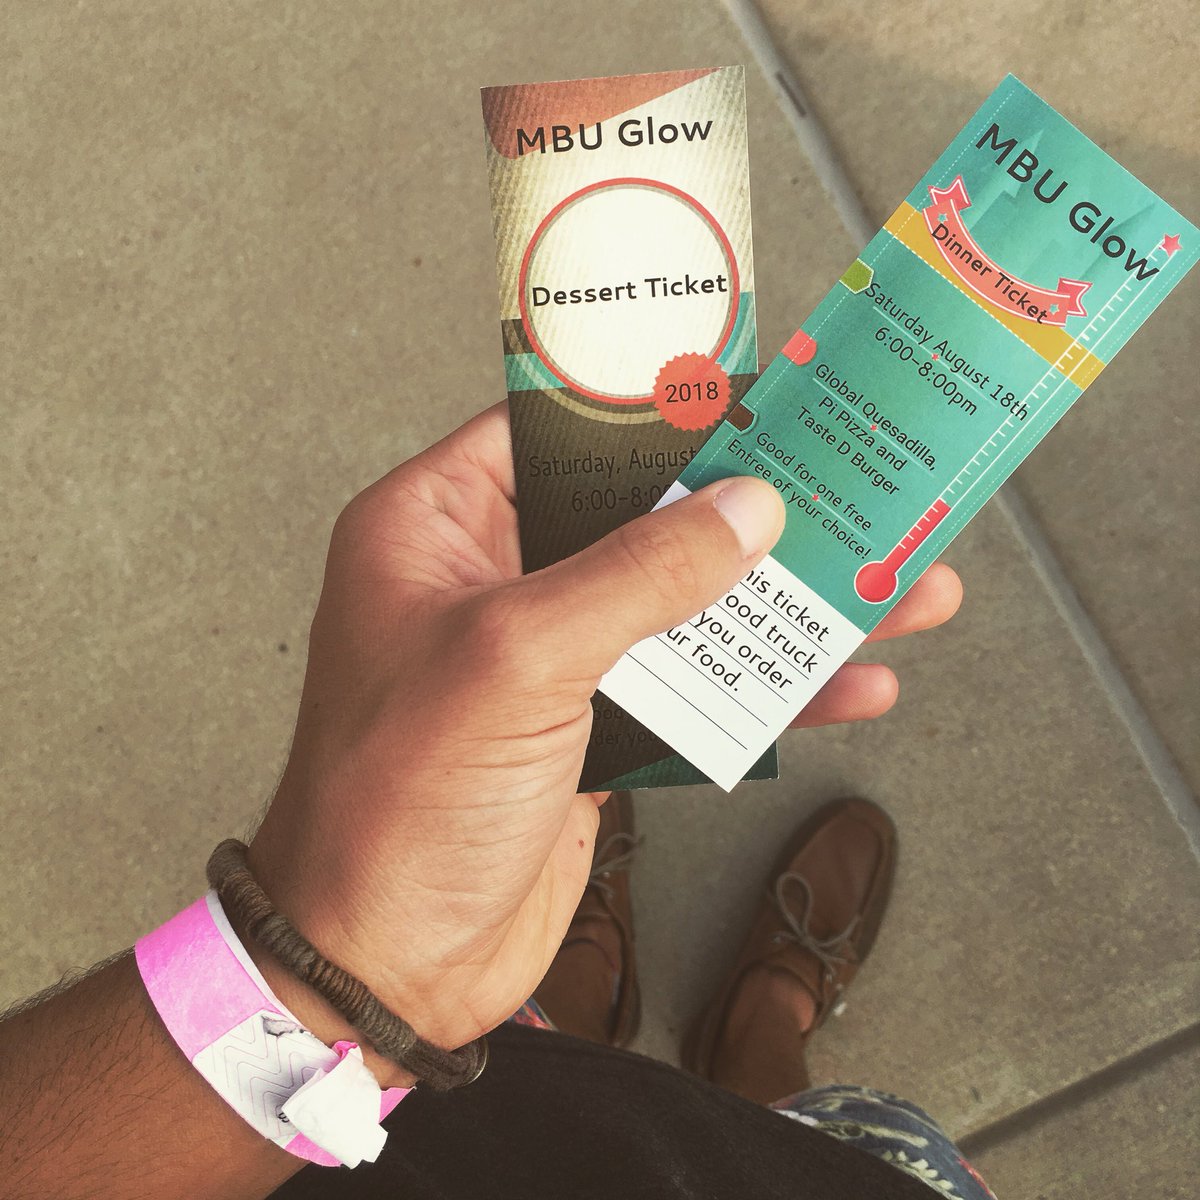 MBU Glow
Dessert Ticket
2018
Saturday, August
6:00-8:0
MBU Glow
Dinner Ticket
Saturday August 18th
6:00-8:00pm
Global Quesadilla,
Pi Pizza and
Taste D Burger
Good for one free
Entree of your choice!
his ticket
food truck
you order
ur food.